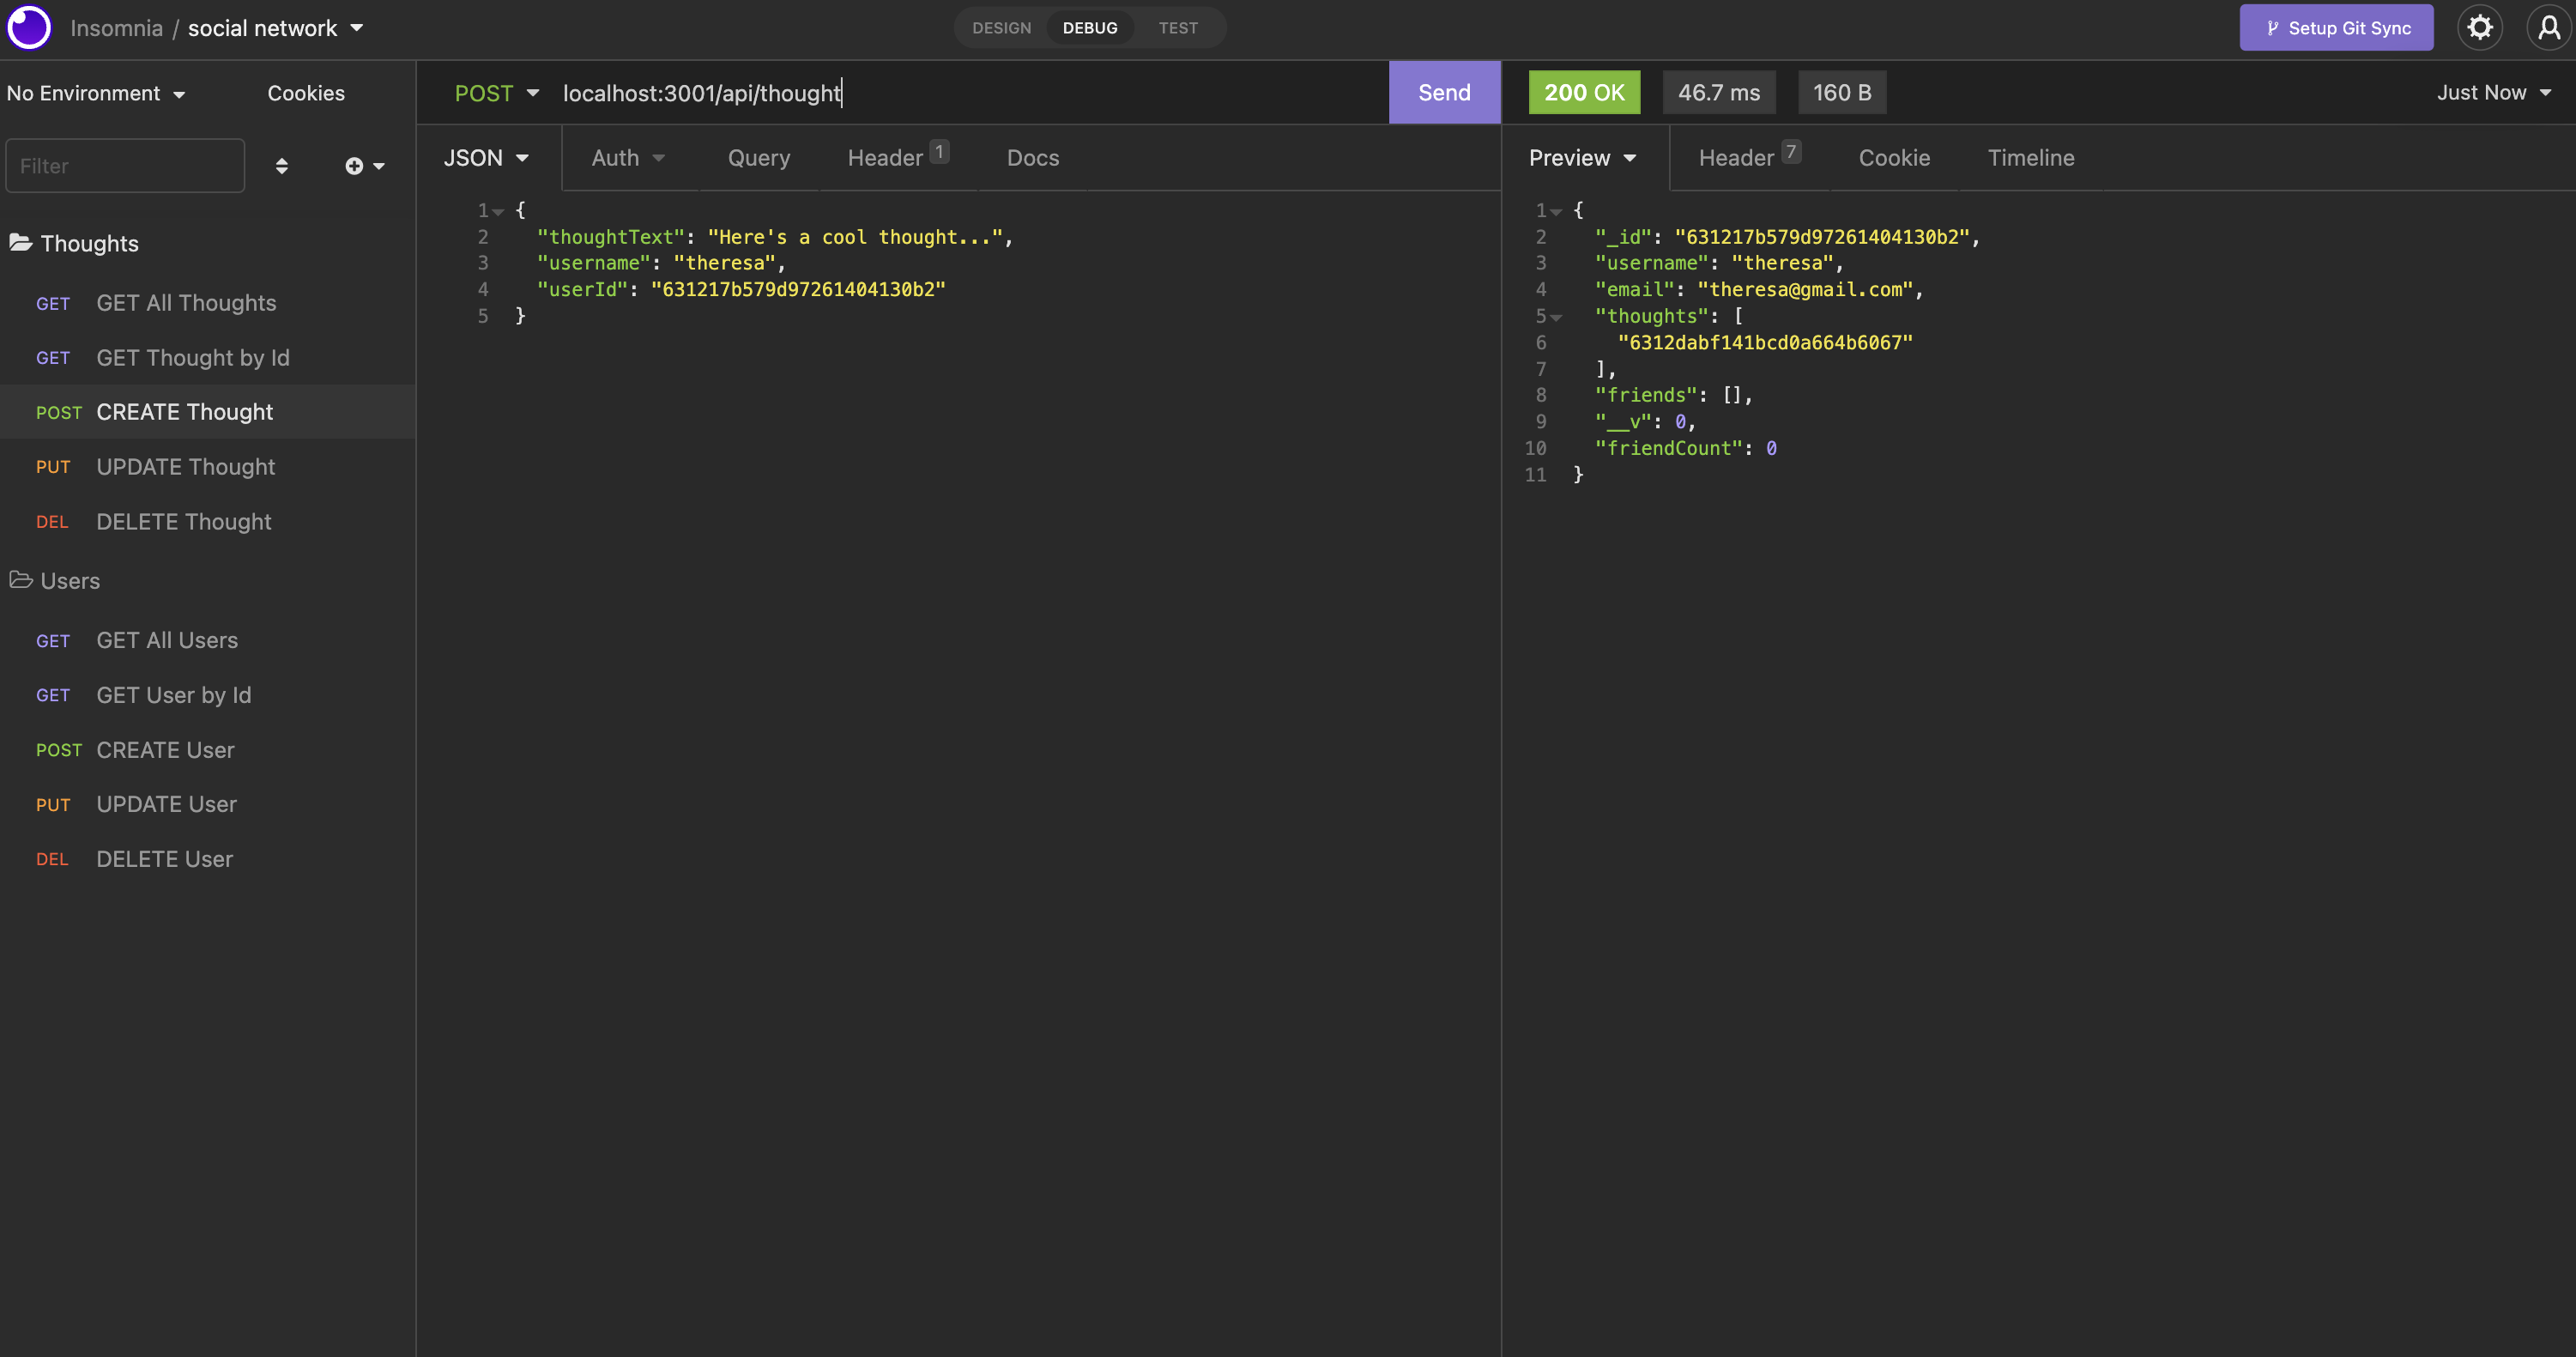 Insomnia / social network
DESIGN DEBUG TEST
Setup Git Sync
No Environment Cookies
Filter
Thoughts
GET GET All Thoughts
GET GET Thought by Id
POST CREATE Thought
PUT UPDATE Thought
DEL DELETE Thought
Users
GET GET All Users
GET GET User by Id
POST CREATE User
PUT UPDATE User
DEL DELETE User
POST localhost:3001/api/thought Send
JSON Auth Query Header 1 Docs
1 {
2 "thoughtText": "Here's a cool thought...",
3 "username": "theresa",
4 "userId": "631217b579d97261404130b2"
5 }
200 OK 46.7 ms 160 B Just Now
Preview Header 7 Cookie Timeline
1 {
2 "_id": "631217b579d97261404130b2",
3 "username": "theresa",
4 "email": "theresa@gmail.com",
5 "thoughts": [
6 "6312dabf141bcd0a664b6067"
7 ],
8 "friends": [],
9 "__v": 0,
10 "friendCount": 0
11 }